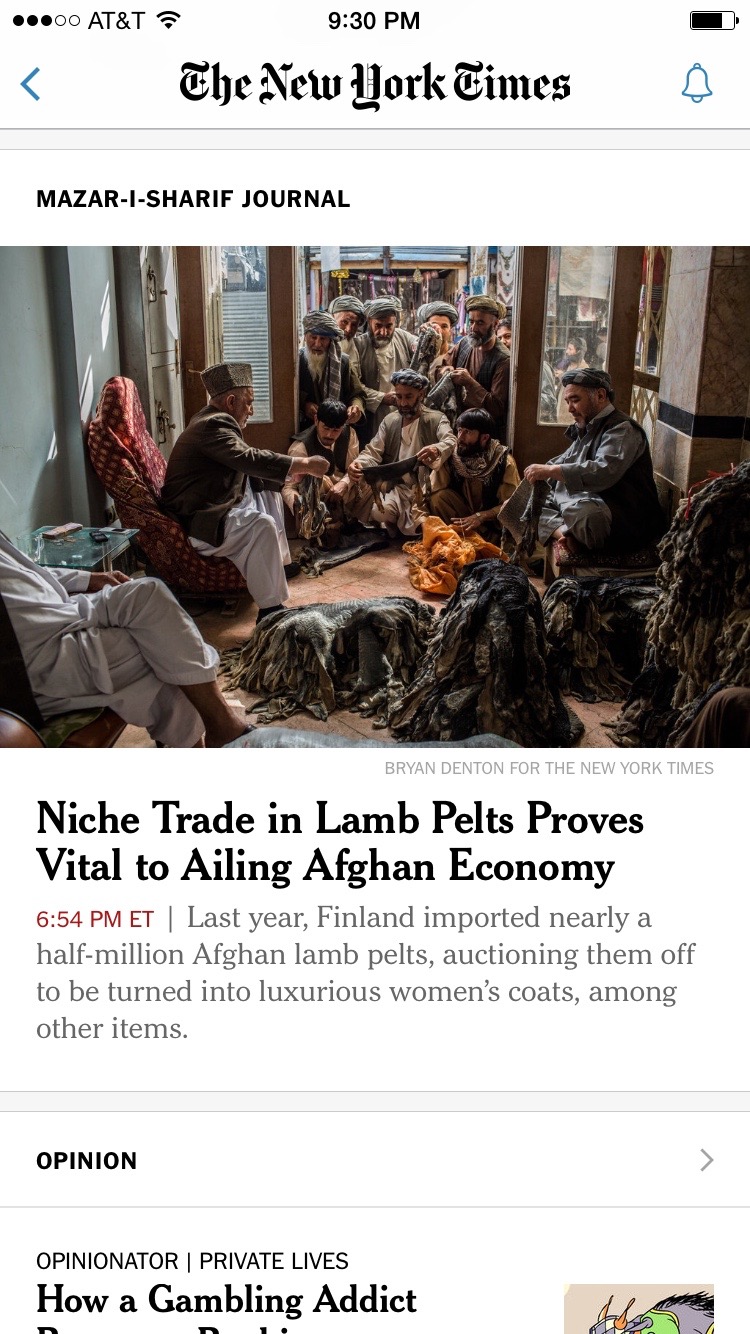 AT&T 9:30 PM
The New York Times
MAZAR-I-SHARIF JOURNAL
BRYAN DENTON FOR THE NEW YORK TIMES
Niche Trade in Lamb Pelts Proves
Vital to Ailing Afghan Economy
6:54 PM ET | Last year, Finland imported nearly a
half-million Afghan lamb pelts, auctioning them off
to be turned into luxurious women’s coats, among
other items.
OPINION
OPINIONATOR | PRIVATE LIVES
How a Gambling Addict